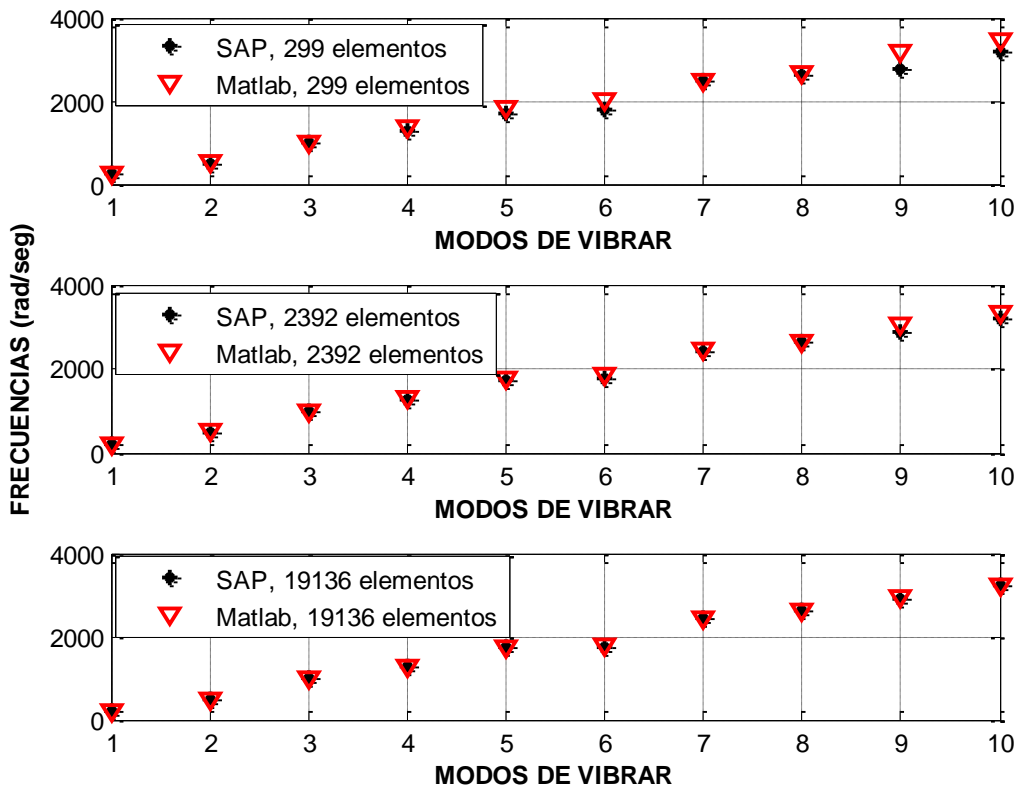 FRECUENCIAS (rad/seg)
4000
2000
0
SAP, 299 elementos
Matlab, 299 elementos
1 2 3 4 5 6 7 8 9 10
MODOS DE VIBRAR
4000
2000
0
SAP, 2392 elementos
Matlab, 2392 elementos
1 2 3 4 5 6 7 8 9 10
MODOS DE VIBRAR
4000
2000
0
SAP, 19136 elementos
Matlab, 19136 elementos
1 2 3 4 5 6 7 8 9 10
MODOS DE VIBRAR